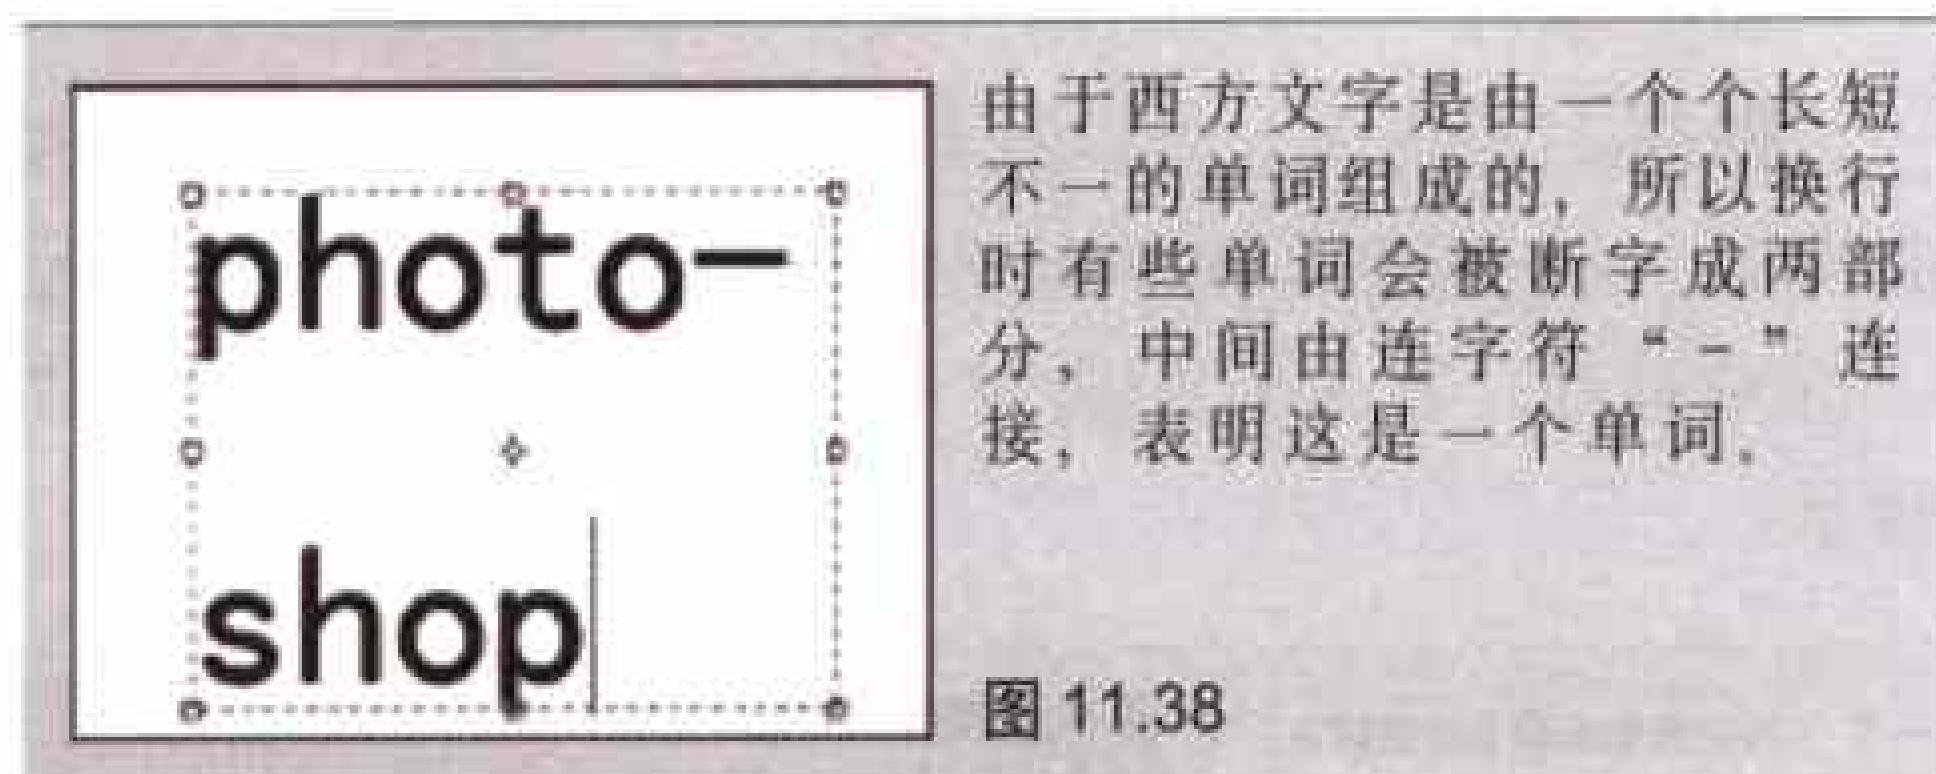 photo-
shop
由于西方文字是由一个个长短
不一的单词组成的，所以换行
时有些单词会被断字成两部
分，中间由连字符“-”连
接，表明这是一个单词。
图 11.38